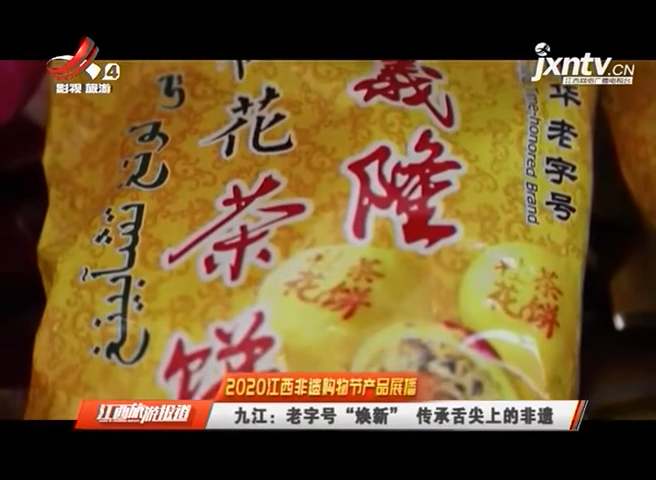 4
影视 旅游
jxntv.CN
江西网络广播电视台
義隆
花茶饼
华老字号
Time-honored Brand
茶
花饼
茶
花饼
2020江西非遗购物节产品展播
江西旅游报道
九江：老字号“焕新” 传承舌尖上的非遗